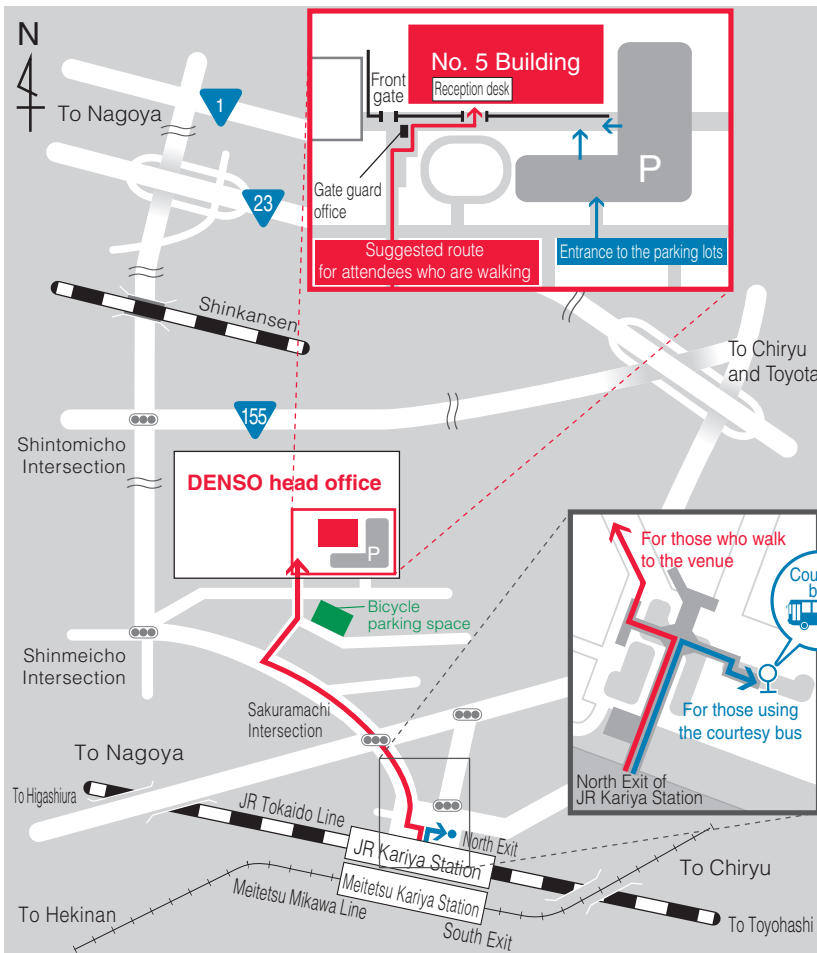 N
To Nagoya
1
23
No. 5 Building
Reception desk
Front
gate
Gate guard
office
P
Suggested route
for attendees who are walking
Entrance to the parking lots
Shinkansen
To Chiryu
and Toyota
155
Shintomicho
Intersection
DENSO head office
P
Bicycle
parking space
Shinmeicho
Intersection
Sakuramachi
Intersection
For those who walk
to the venue
Cou
b
For those using
the courtesy bus
North Exit of
JR Kariya Station
To Nagoya
To Higashiura
JR Tokaido Line
North Exit
JR Kariya Station
Meitetsu Kariya Station
Meitetsu Mikawa Line
South Exit
To Hekinan
To Chiryu
To Toyohashi